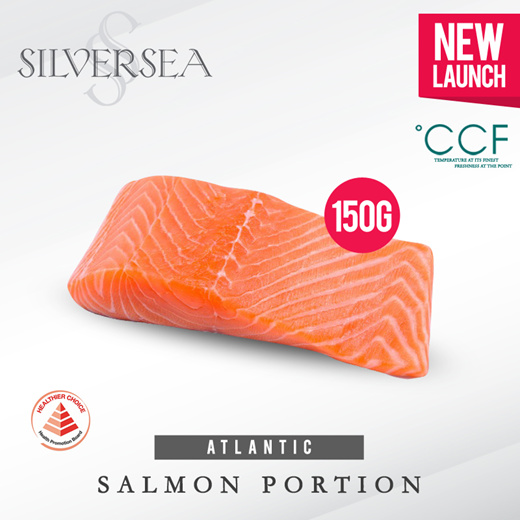 SILVERSEA
NEW
LAUNCH
°CCF
TEMPERATURE AT ITS FINEST
FRESHNESS AT THE POINT
150G
HEALTHIER CHOICE
Health Promotion Board
ATLANTIC
SALMON PORTION